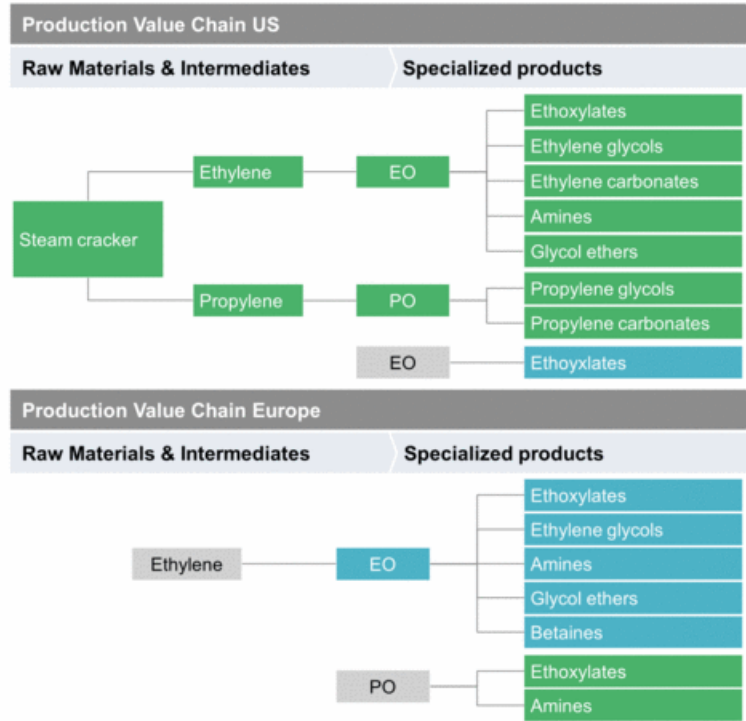 Production Value Chain US
Raw Materials & Intermediates Specialized products
Ethoxylates
Ethylene glycols
Ethylene EO Ethylene carbonates
Amines
Steam cracker
Glycol ethers
Propylene glycols
Propylene PO
Propylene carbonates
EO Ethoyxlates
Production Value Chain Europe
Raw Materials & Intermediates Specialized products
Ethoxylates
Ethylene glycols
Ethylene EO Amines
Glycol ethers
Betaines
Ethoxylates
PO
Amines